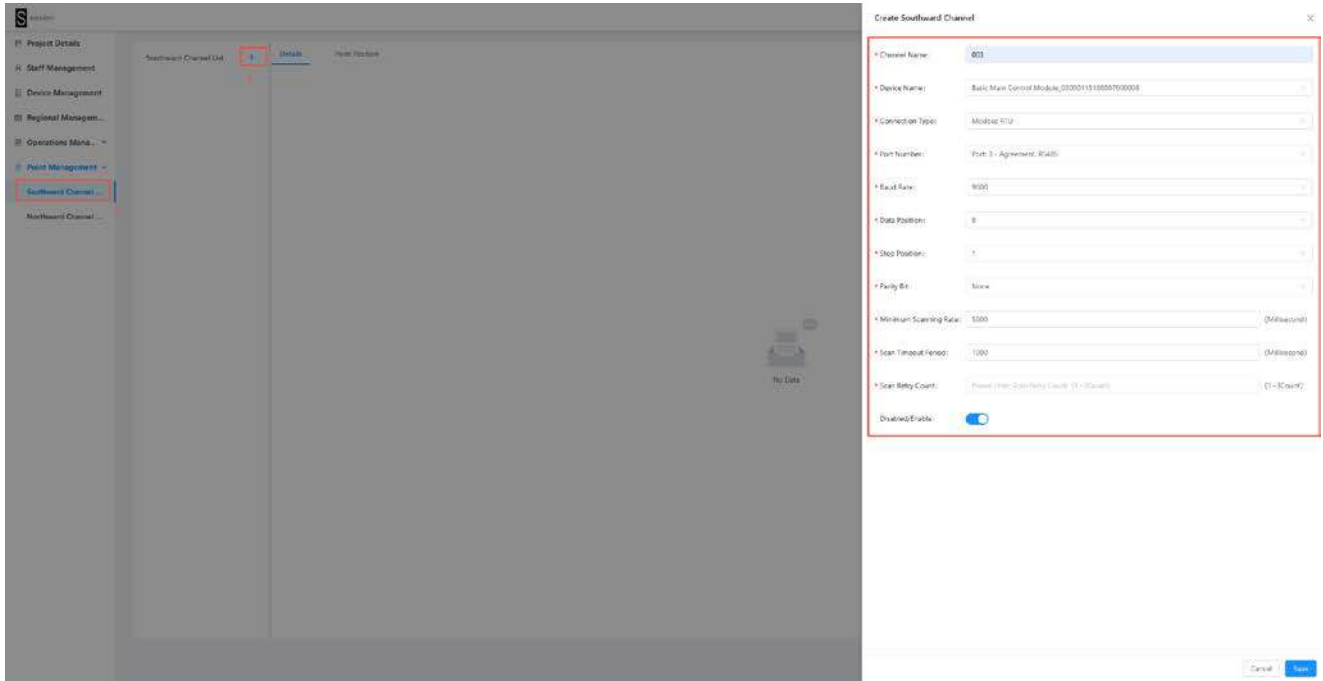 S
Create Southward Channel
Project Details
Staff Management
Device Management
Regional Managem...
Operations Mana...
Point Management
Southward Channel ...
Northward Channel ...
Southward Channel List
Details
Point Position
No Data
* Channel Name: 003
* Device Name: Basic Main Control Module
* Connection Type: Modbus RTU
* Port Number: Port: 3 - Agreement: RS485
* Baud Rate: 9600
* Data Position: 8
* Stop Position: 1
* Parity Bit: None
* Minimum Scanning Rate: 5000 (Millisecond)
* Scan Timeout Period: 1000 (Millisecond)
* Scan Retry Count:
Disabled/Enable:
Cancel
Save